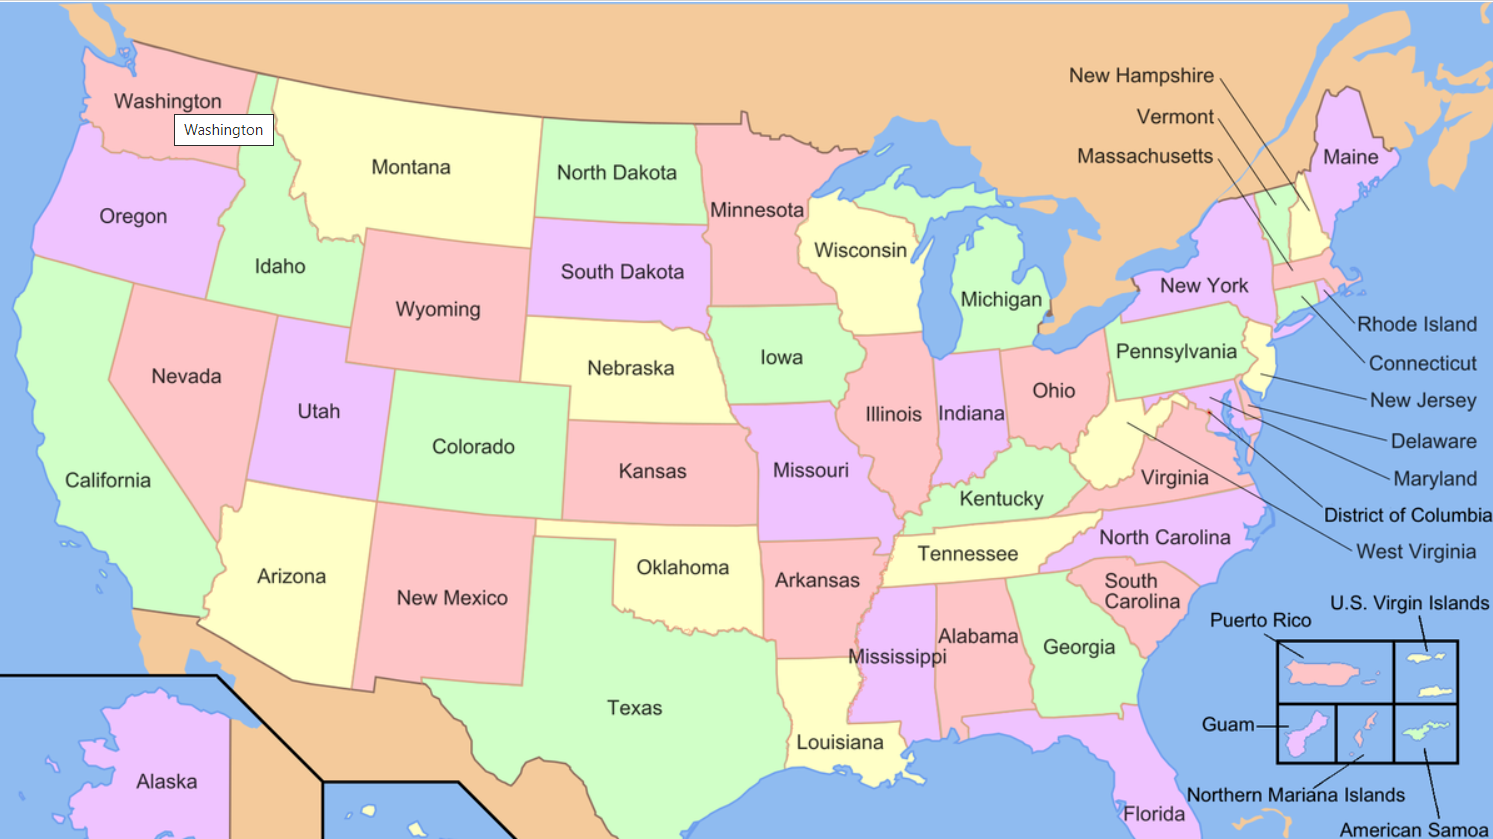 New Hampshire
Washington
Vermont
Washington
Massachusetts
Maine
Montana
North Dakota
Minnesota
Oregon
Wisconsin
Idaho
South Dakota
New York
Michigan
Wyoming
Rhode Island
Pennsylvania
Iowa
Connecticut
Nebraska
Nevada
Ohio
New Jersey
Utah
Illinois
Indiana
Colorado
Delaware
Kansas
Missouri
California
Virginia
Maryland
Kentucky
District of Columbia
North Carolina
West Virginia
Tennessee
Oklahoma
Arizona
Arkansas
South
Carolina
New Mexico
U.S. Virgin Islands
Puerto Rico
Alabama
Georgia
Mississippi
Texas
Guam
Louisiana
Alaska
Northern Mariana Islands
Florida
American Samoa